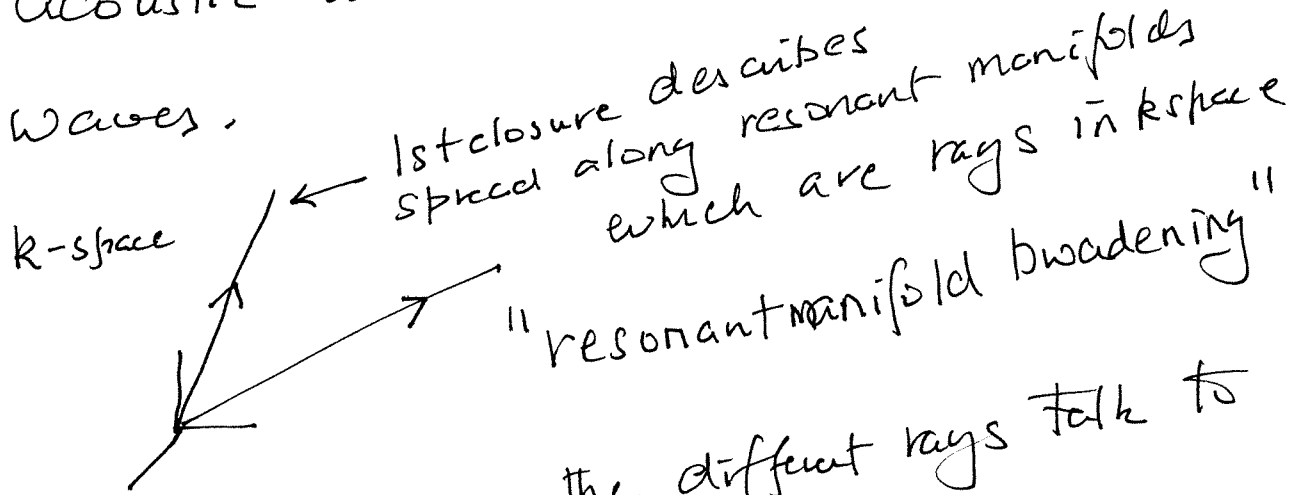 acoustic
waves.
1st closure describes
spread along resonant manifolds
which are rays in kspace
k-space
"resonant manifold broadening"
the different rays talk to